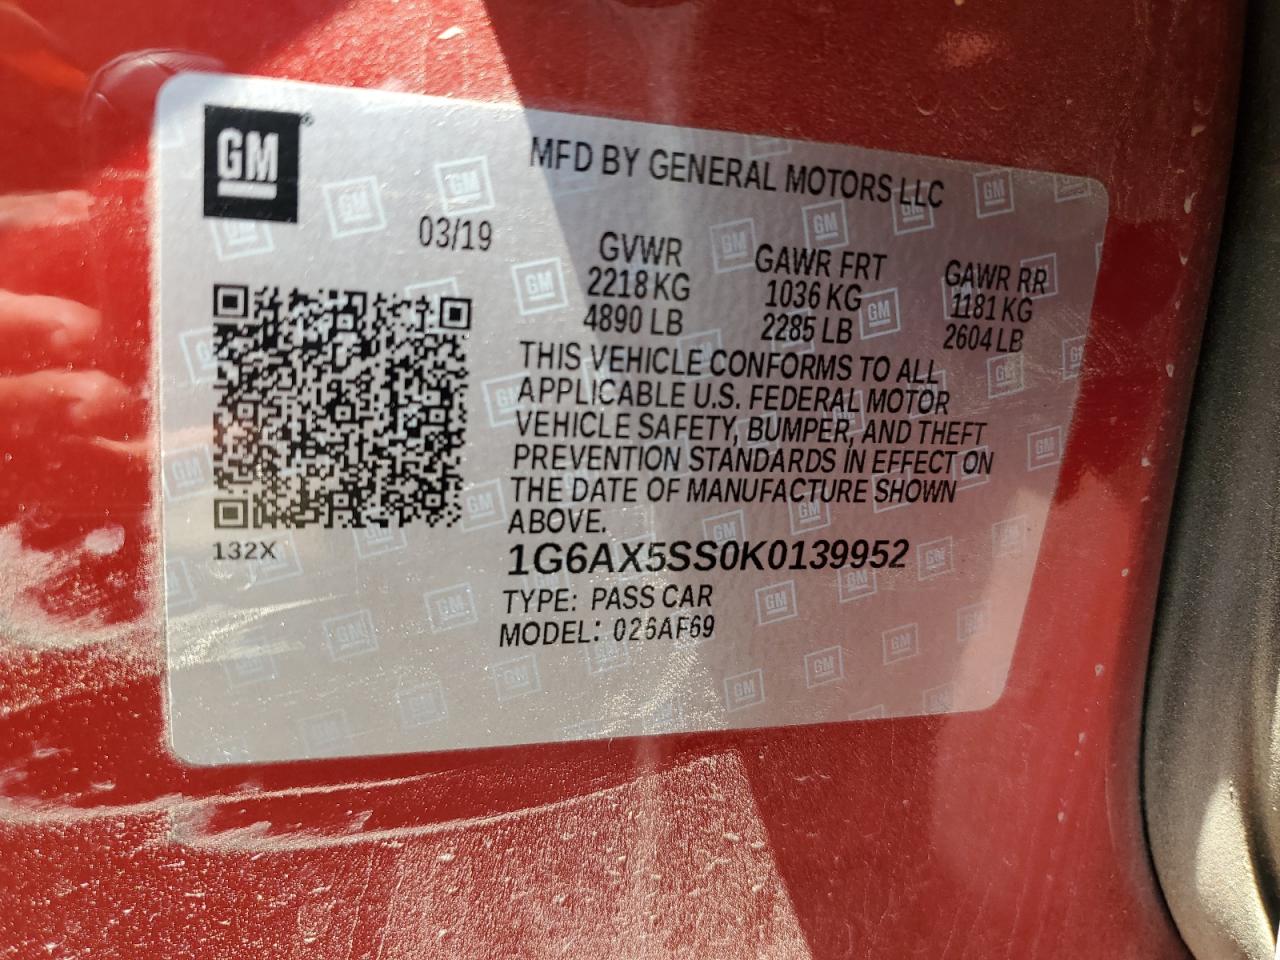 GM
MFD BY GENERAL MOTORS LLC
03/19
GVWR GAWR FRT GAWR RR
2218 KG 1036 KG 1181 KG
4890 LB 2285 LB 2604 LB
THIS VEHICLE CONFORMS TO ALL
APPLICABLE U.S. FEDERAL MOTOR
VEHICLE SAFETY, BUMPER, AND THEFT
PREVENTION STANDARDS IN EFFECT ON
THE DATE OF MANUFACTURE SHOWN
ABOVE.
132X
1G6AX5SS0K0139952
TYPE: PASS CAR
MODEL: 026AF69